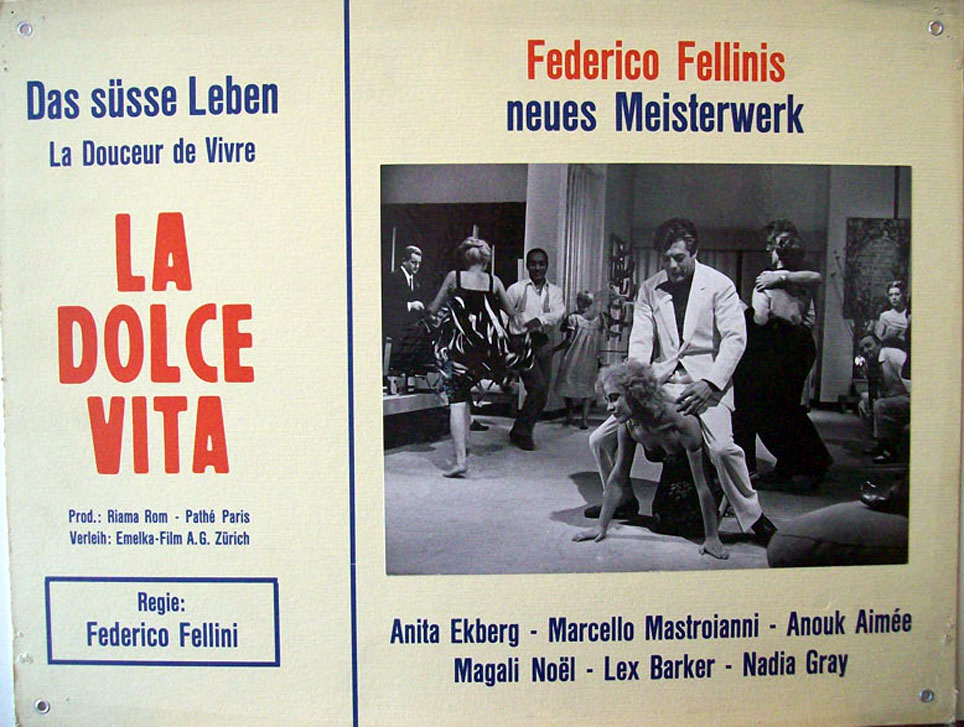 Das süsse Leben
La Douceur de Vivre
LA
DOLCE
VITA
Prod.: Riama Rom - Pathé Paris
Verleih: Emelka-Film A.G. Zürich
Regie:
Federico Fellini
Federico Fellinis
neues Meisterwerk
Anita Ekberg - Marcello Mastroianni - Anouk Aimée
Magali Noël - Lex Barker - Nadia Gray